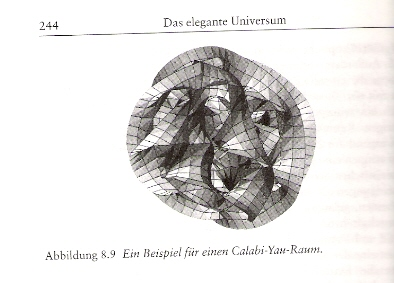 244
Das elegante Universum
Abbildung 8.9 Ein Beispiel für einen Calabi-Yau-Raum.